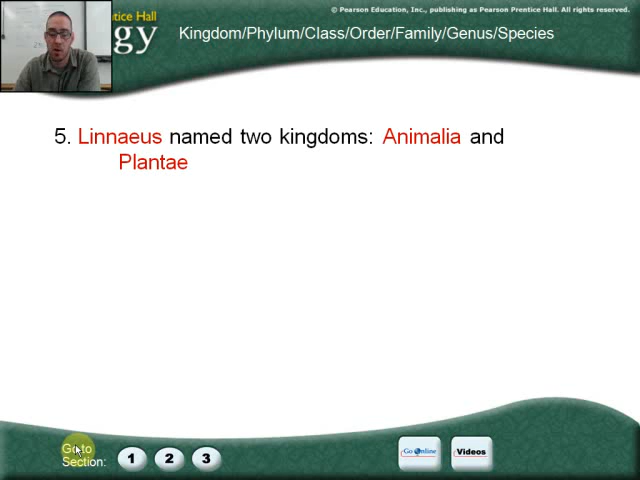 entice Hall
gy
© Pearson Education, Inc., publishing as Pearson Prentice Hall. All rights reserved.
Kingdom/Phylum/Class/Order/Family/Genus/Species
5. Linnaeus named two kingdoms: Animalia and
Plantae
Go to
Section:
1 2 3
Go Online
Videos